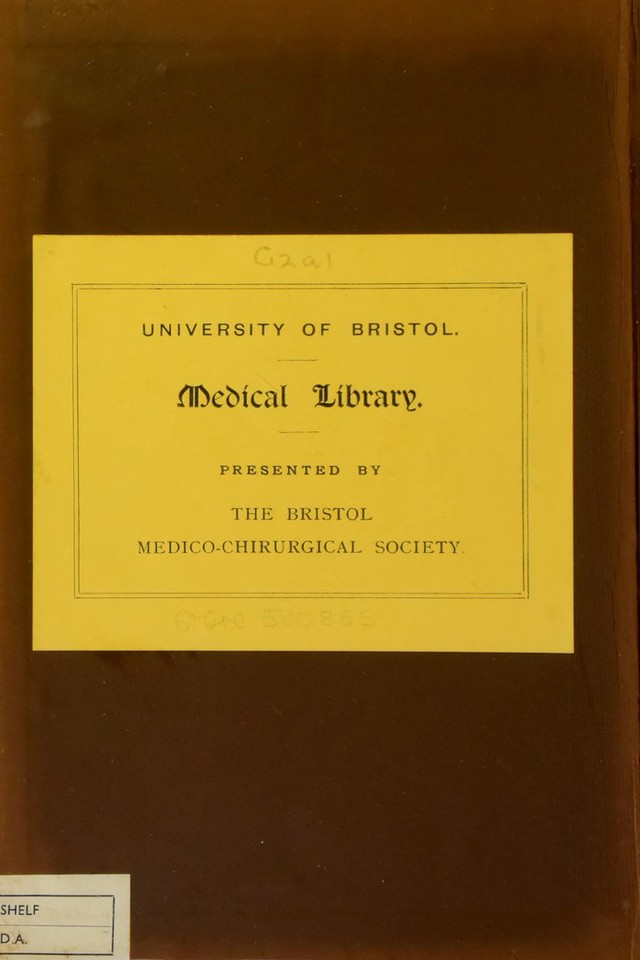 G2a1
UNIVERSITY OF BRISTOL.
Medical Library.
PRESENTED BY
THE BRISTOL
MEDICO-CHIRURGICAL SOCIETY.
SHELF
D.A.